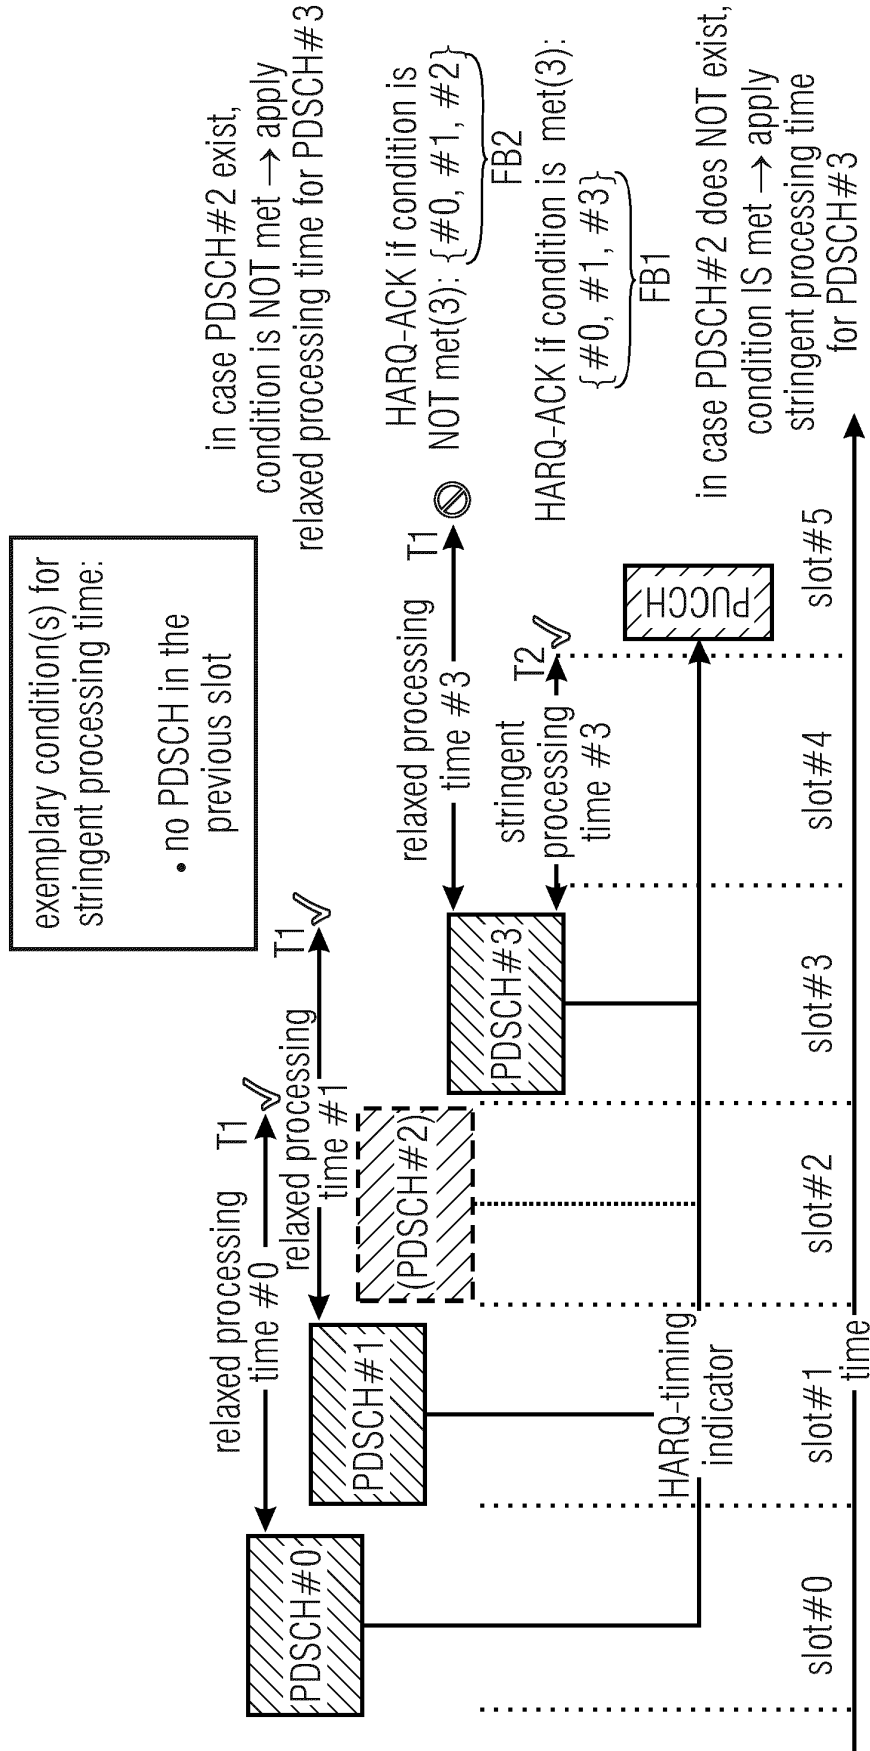 exemplary condition(s) for
stringent processing time:
• no PDSCH in the
previous slot
in case PDSCH#2 exist,
condition is NOT met → apply
relaxed processing time for PDSCH#3
relaxed processing
time #0
T1
PDSCH#0
relaxed processing
time #1
T1
PDSCH#1
(PDSCH#2)
relaxed processing
time #3
T1
HARQ-ACK if condition is
NOT met(3): {#0, #1, #2}
FB2
PDSCH#3
stringent
processing
time #3
T2
HARQ-ACK if condition is met(3):
{#0, #1, #3}
FB1
PUCCH
HARQ-timing
indicator
in case PDSCH#2 does NOT exist,
condition IS met → apply
stringent processing time
for PDSCH#3
slot#0
slot#1
slot#2
slot#3
slot#4
slot#5
time